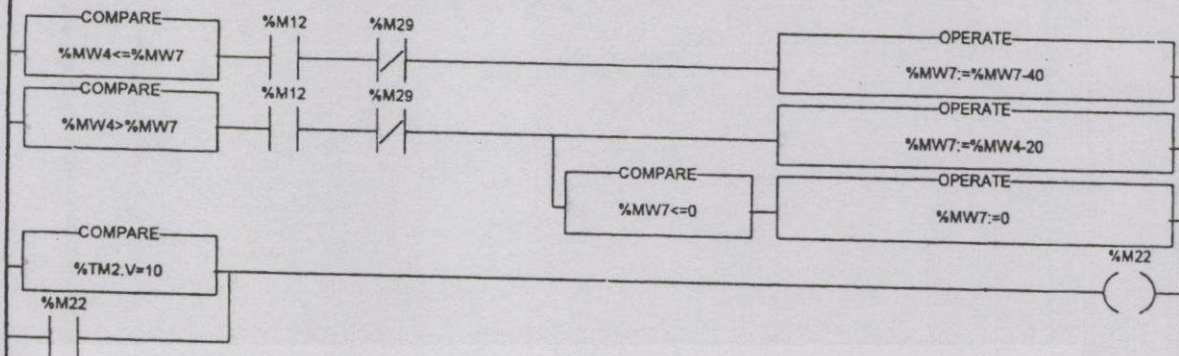 COMPARE
%MW4<=%MW7
%M12
%M29
OPERATE
%MW7:=%MW7-40
COMPARE
%MW4>%MW7
%M12
%M29
OPERATE
%MW7:=%MW4-20
COMPARE
%MW7<=0
OPERATE
%MW7:=0
COMPARE
%TM2.V=10
%M22
%M22